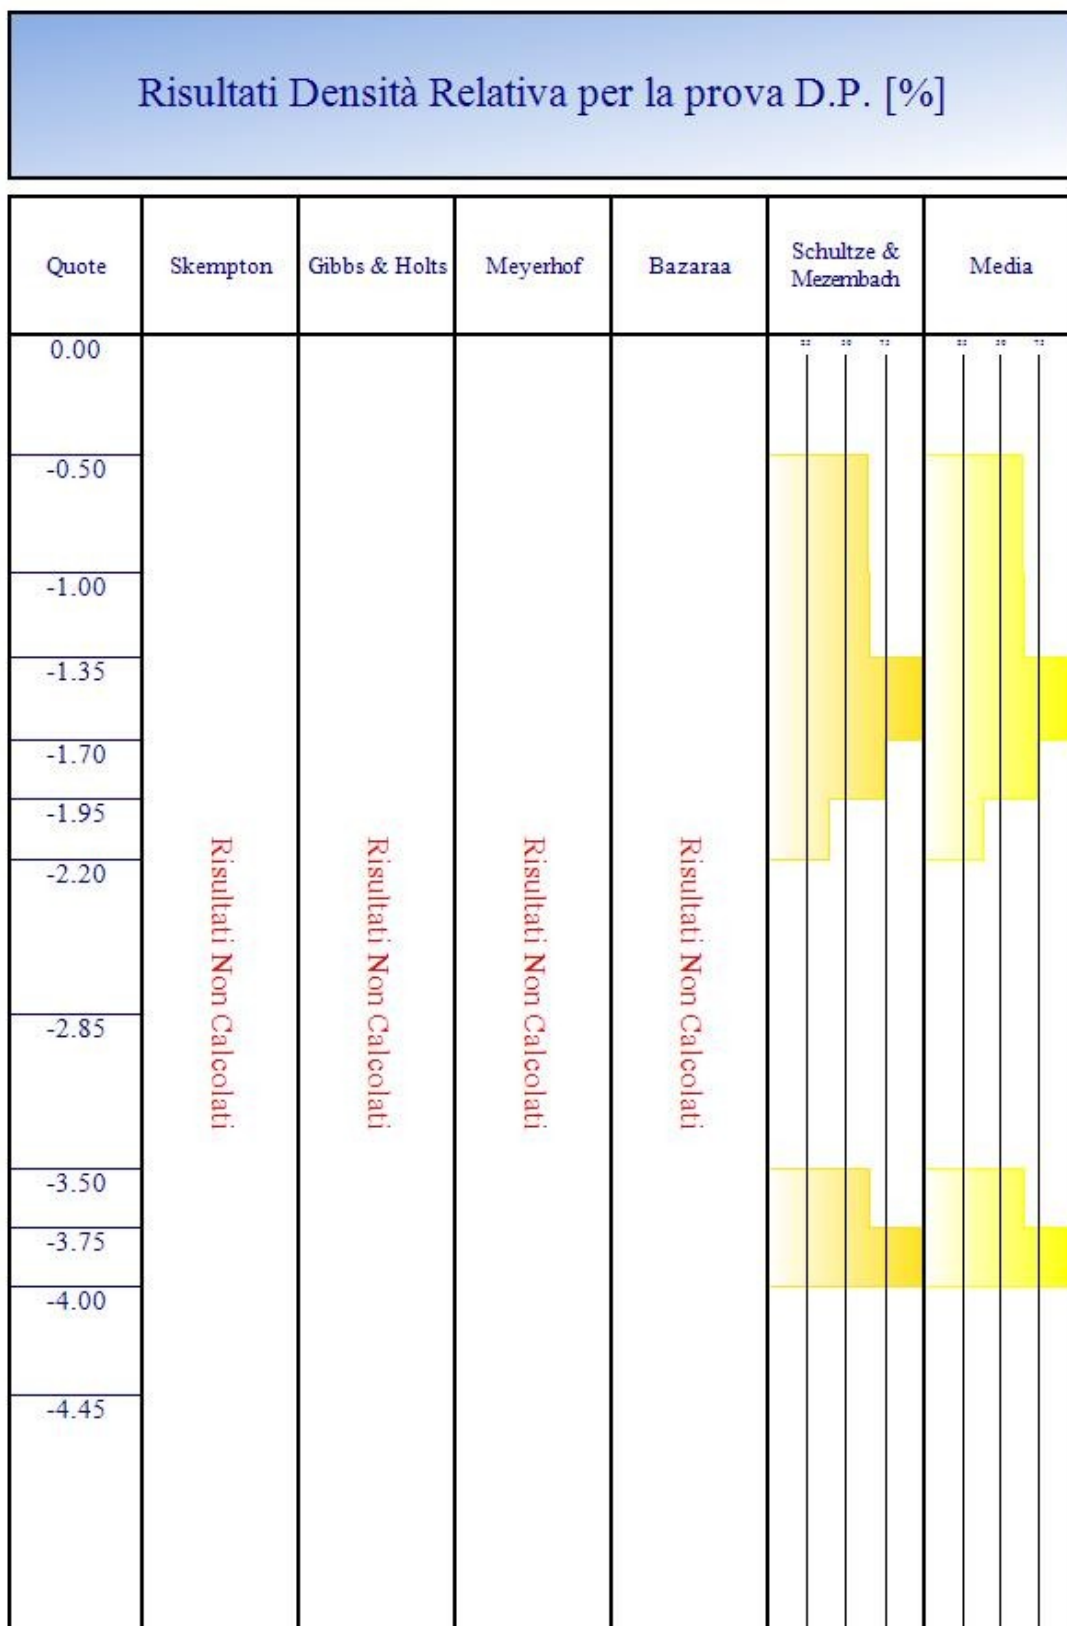 Risultati Densità Relativa per la prova D.P. [%]
Quote
Skempton
Gibbs & Holts
Meyerhof
Bazaraa
Schultze &
Mezembach
Media
0.00
-0.50
-1.00
-1.35
-1.70
-1.95
-2.20
-2.85
-3.50
-3.75
-4.00
-4.45
Risultati Non Calcolati
Risultati Non Calcolati
Risultati Non Calcolati
Risultati Non Calcolati